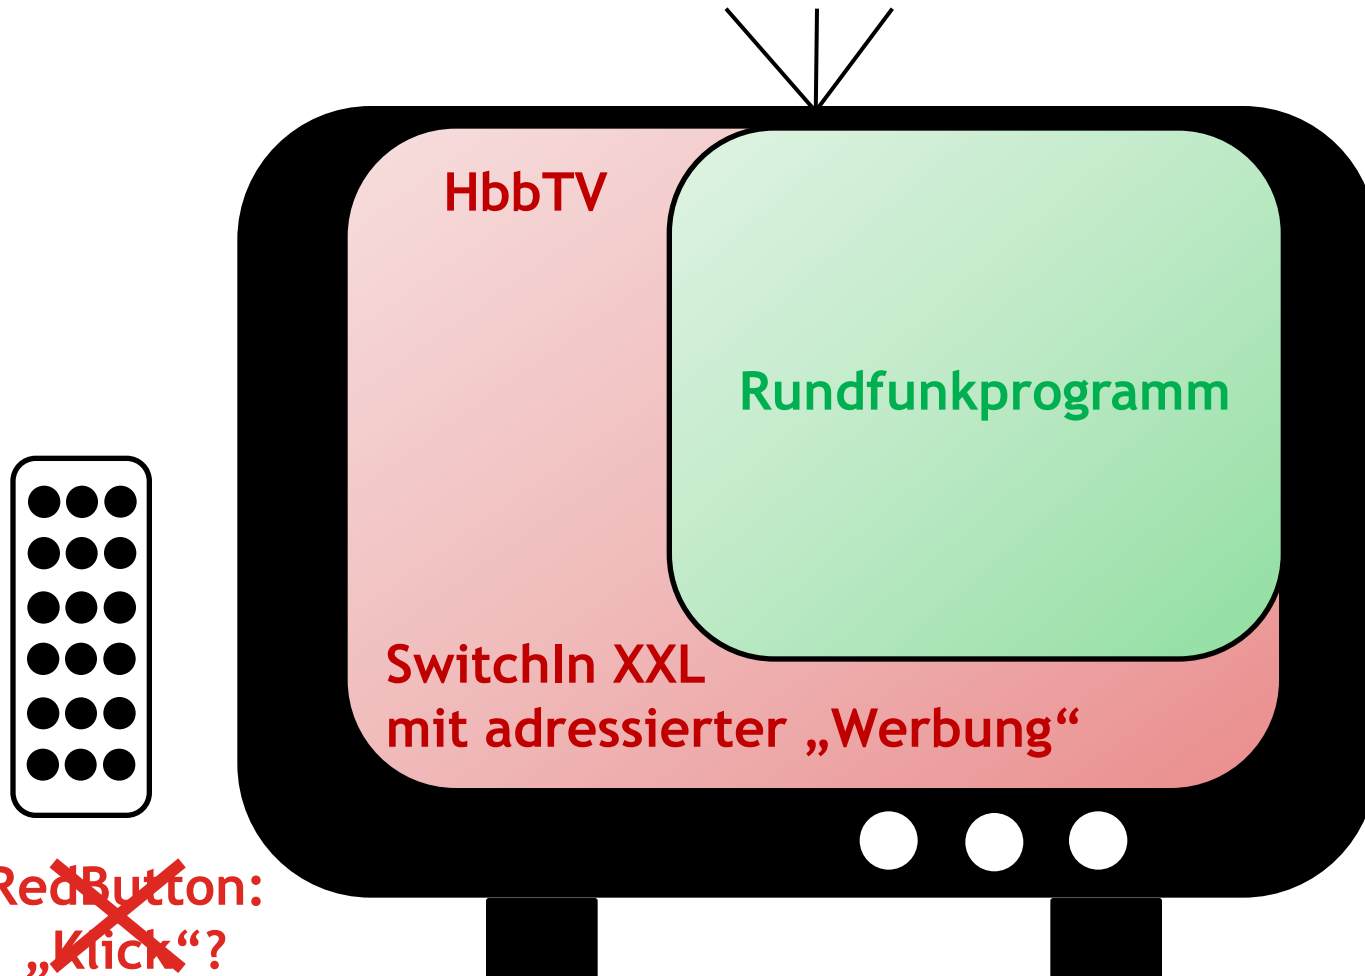 HbbTV
Rundfunkprogramm
SwitchIn XXL
mit adressierter „Werbung“
RedButton:
„Klick“?